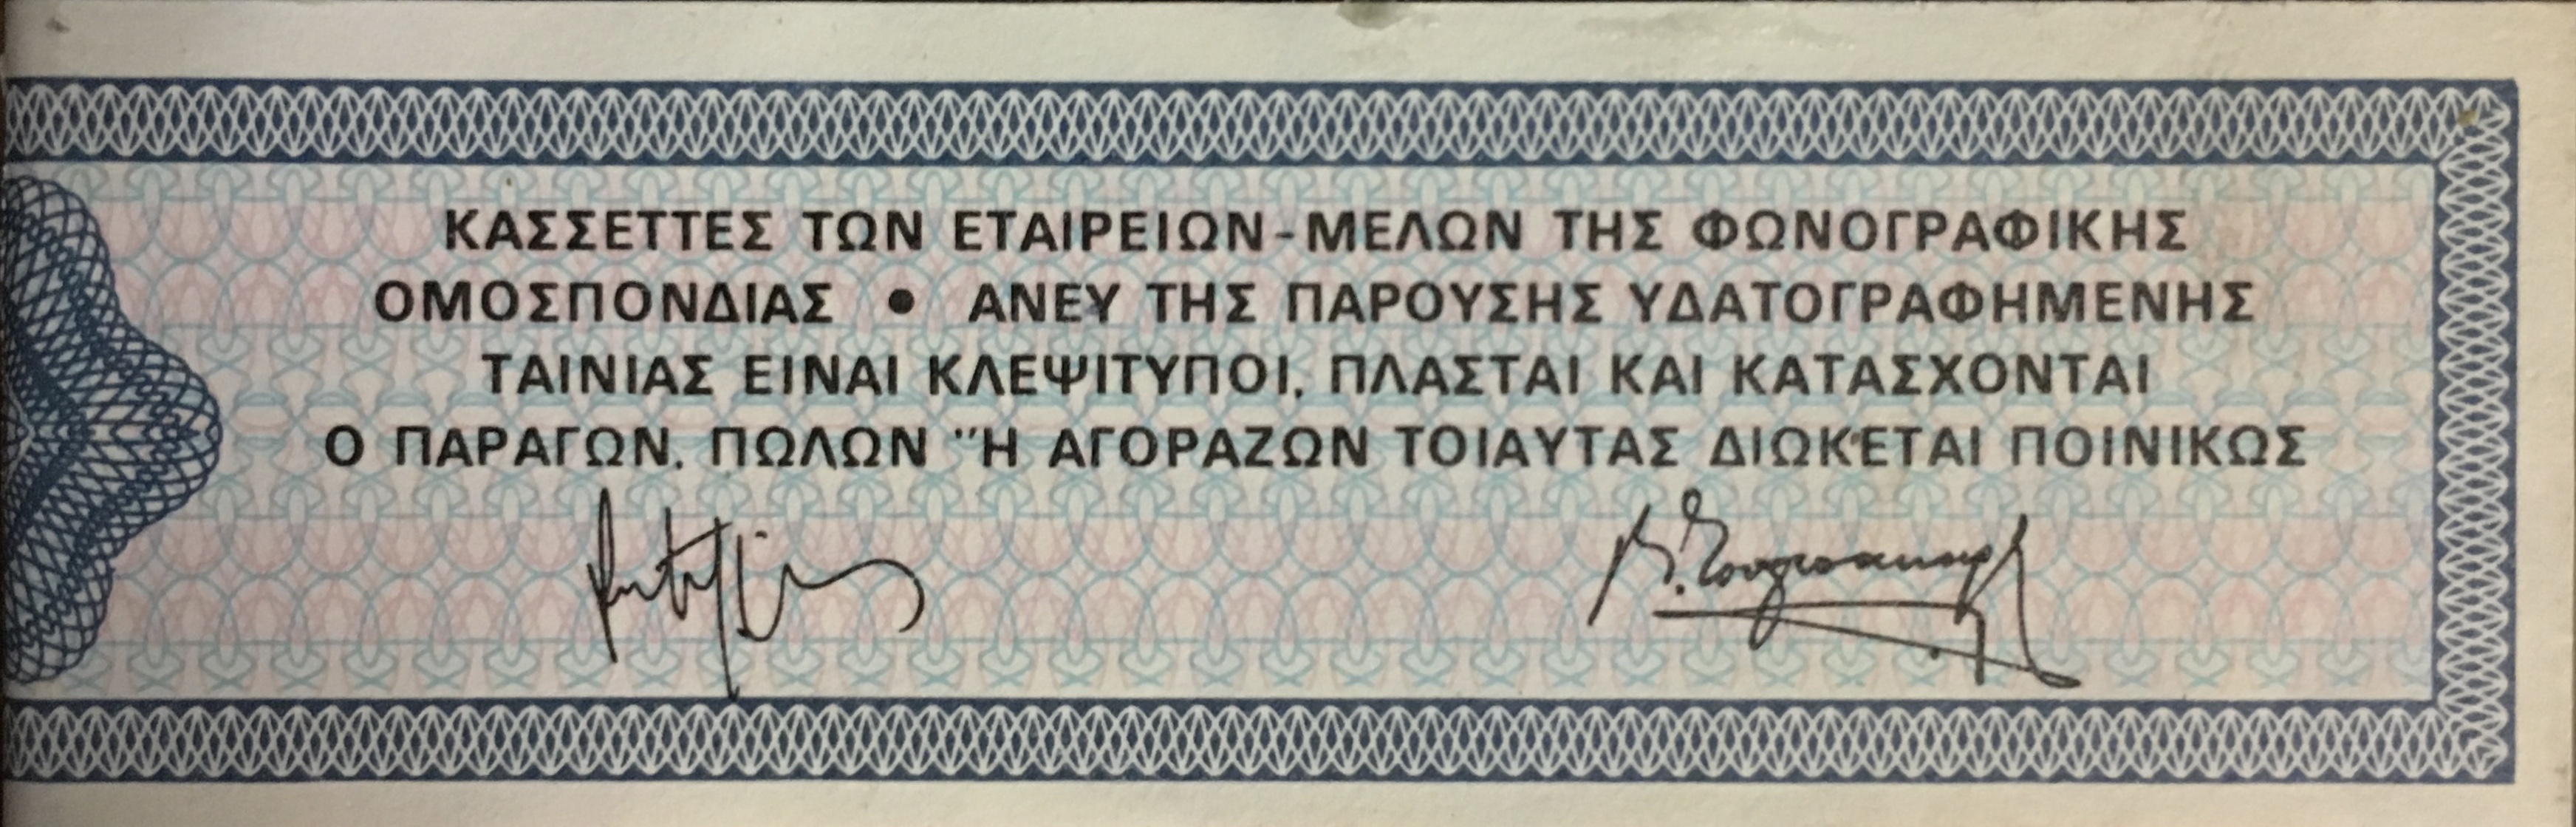 ΚΑΣΣΕΤΤΕΣ ΤΩΝ ΕΤΑΙΡΕΙΩΝ-ΜΕΛΩΝ ΤΗΣ ΦΩΝΟΓΡΑΦΙΚΗΣ
ΟΜΟΣΠΟΝΔΙΑΣ • ΑΝΕΥ ΤΗΣ ΠΑΡΟΥΣΗΣ ΥΔΑΤΟΓΡΑΦΗΜΕΝΗΣ
ΤΑΙΝΙΑΣ ΕΙΝΑΙ ΚΛΕΨΙΤΥΠΟΙ, ΠΛΑΣΤΑΙ ΚΑΙ ΚΑΤΑΣΧΟΝΤΑΙ
Ο ΠΑΡΑΓΩΝ, ΠΩΛΩΝ "Η ΑΓΟΡΑΖΩΝ ΤΟΙΑΥΤΑΣ ΔΙΩΚΕΤΑΙ ΠΟΙΝΙΚΩΣ